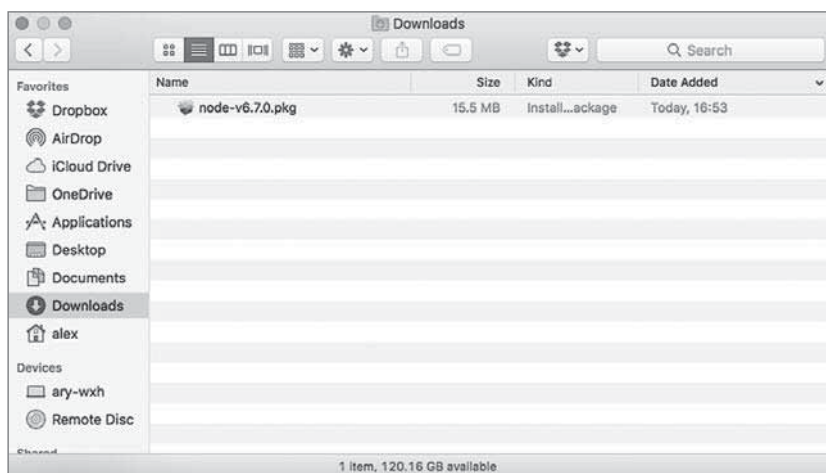 Downloads
Search
Favorites
Dropbox
AirDrop
iCloud Drive
OneDrive
Applications
Desktop
Documents
Downloads
alex
Devices
ary-wxh
Remote Disc
Shared
Name Size Kind Date Added
node-v6.7.0.pkg 15.5 MB Install...ackage Today, 16:53
1 item, 120.16 GB available